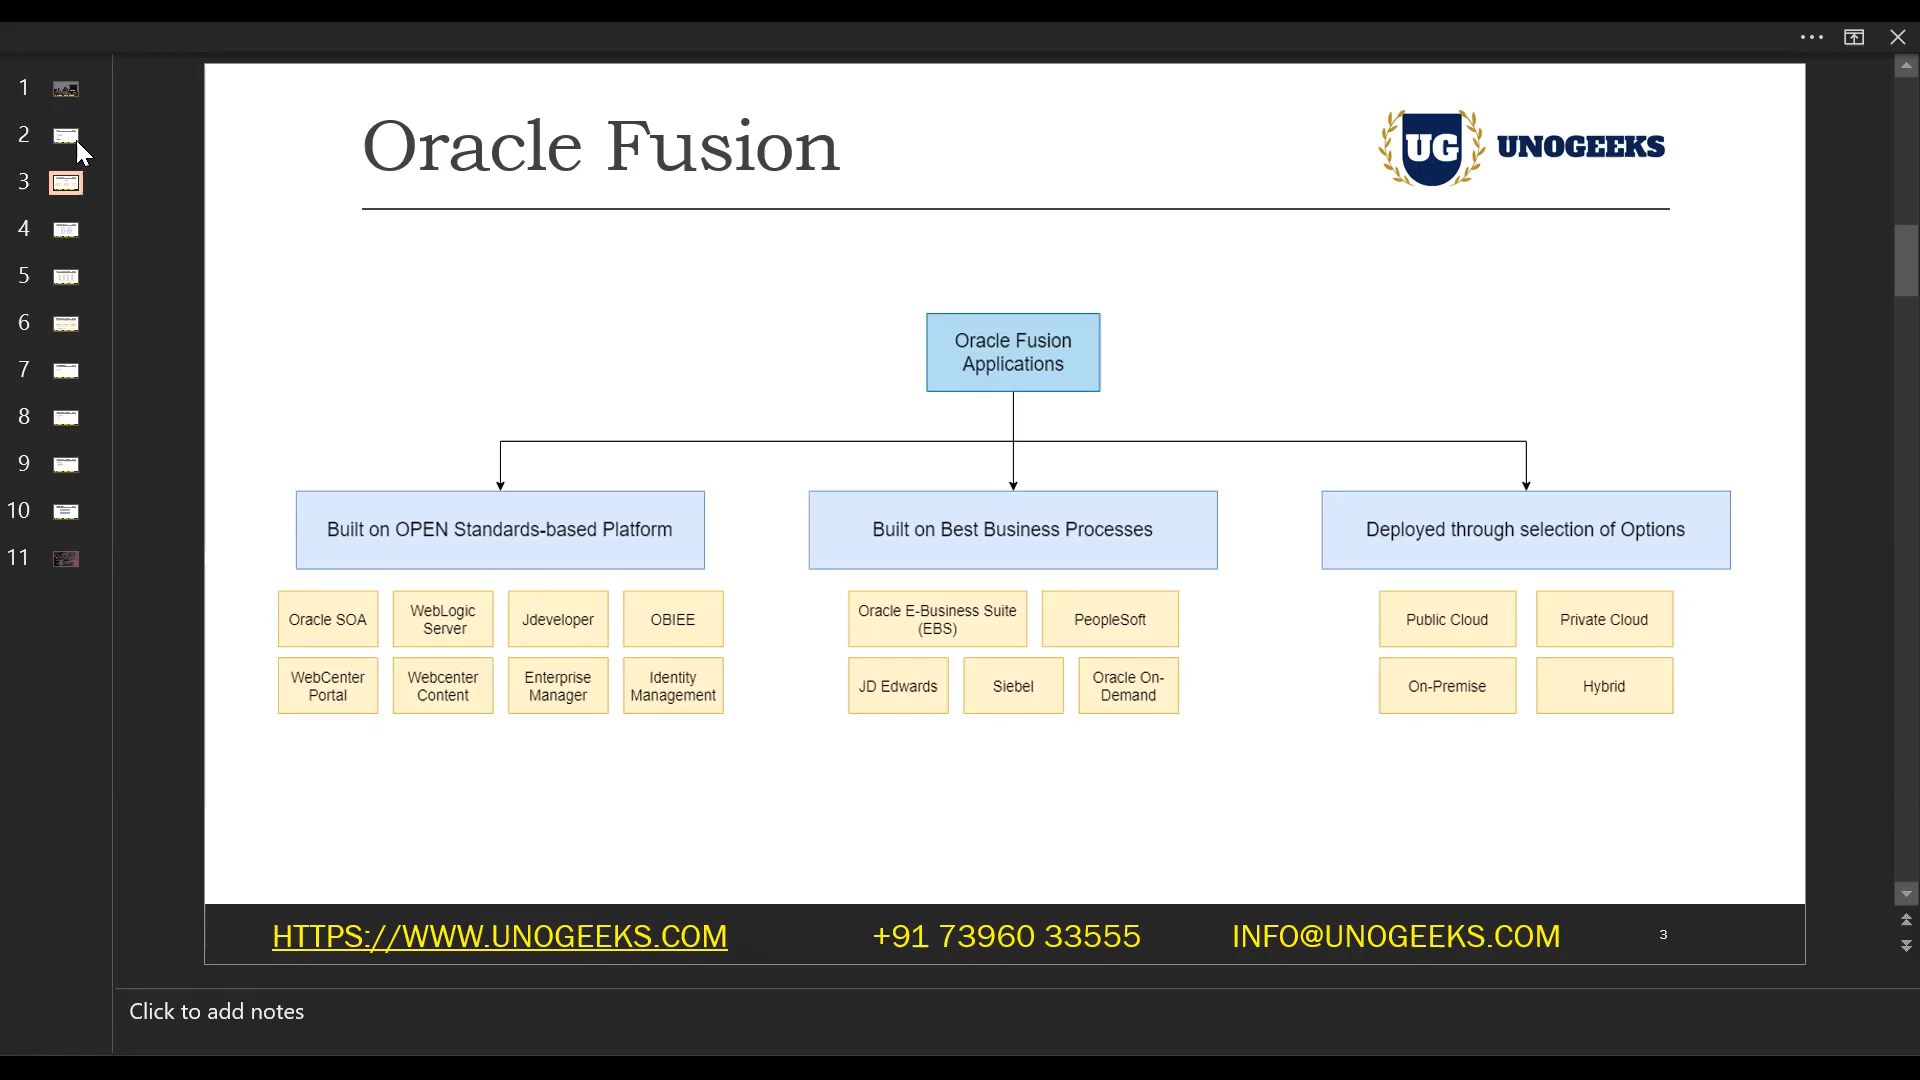 1
2
3
4
5
6
7
8
9
10
11
Oracle Fusion
UG UNOGEEKS
Oracle Fusion
Applications
Built on OPEN Standards-based Platform
Oracle SOA
WebLogic
Server
Jdeveloper
OBIEE
WebCenter
Portal
Webcenter
Content
Enterprise
Manager
Identity
Management
Built on Best Business Processes
Oracle E-Business Suite
(EBS)
PeopleSoft
JD Edwards
Siebel
Oracle On-
Demand
Deployed through selection of Options
Public Cloud
Private Cloud
On-Premise
Hybrid
HTTPS://WWW.UNOGEEKS.COM +91 73960 33555 INFO@UNOGEEKS.COM 3
Click to add notes